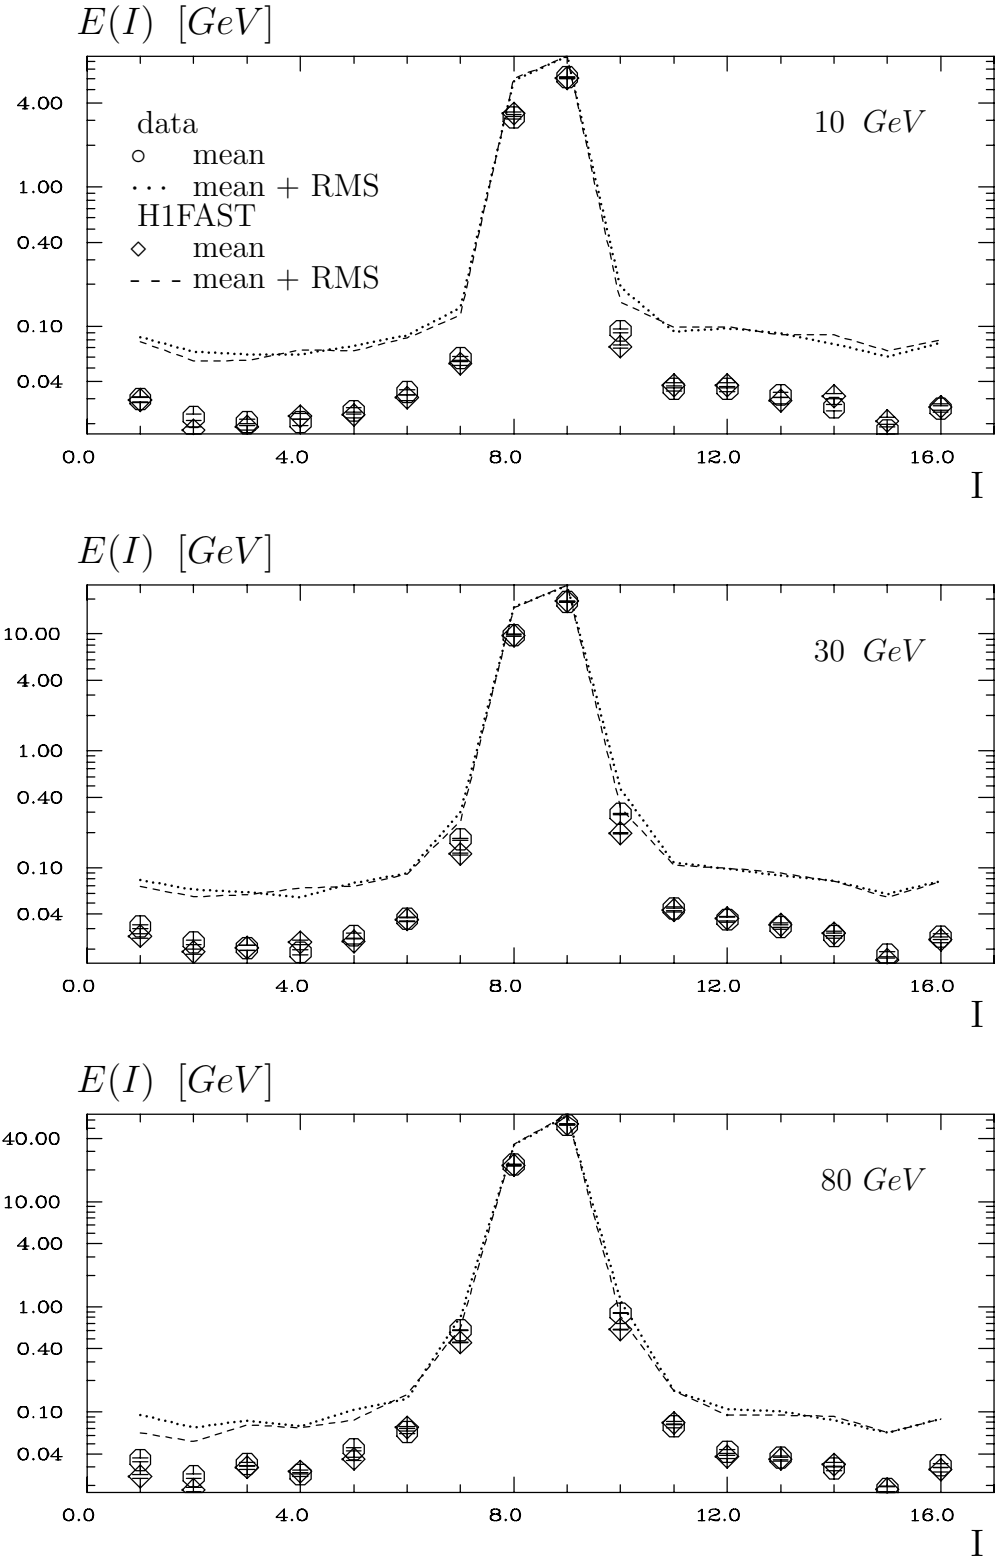 E(I) [GeV]
4.00
1.00
0.40
0.10
0.04
data
mean
mean + RMS
H1FAST
mean
mean + RMS
10 GeV
0.0 4.0 8.0 12.0 16.0
I
E(I) [GeV]
10.00
4.00
1.00
0.40
0.10
0.04
30 GeV
0.0 4.0 8.0 12.0 16.0
I
E(I) [GeV]
40.00
10.00
4.00
1.00
0.40
0.10
0.04
80 GeV
0.0 4.0 8.0 12.0 16.0
I